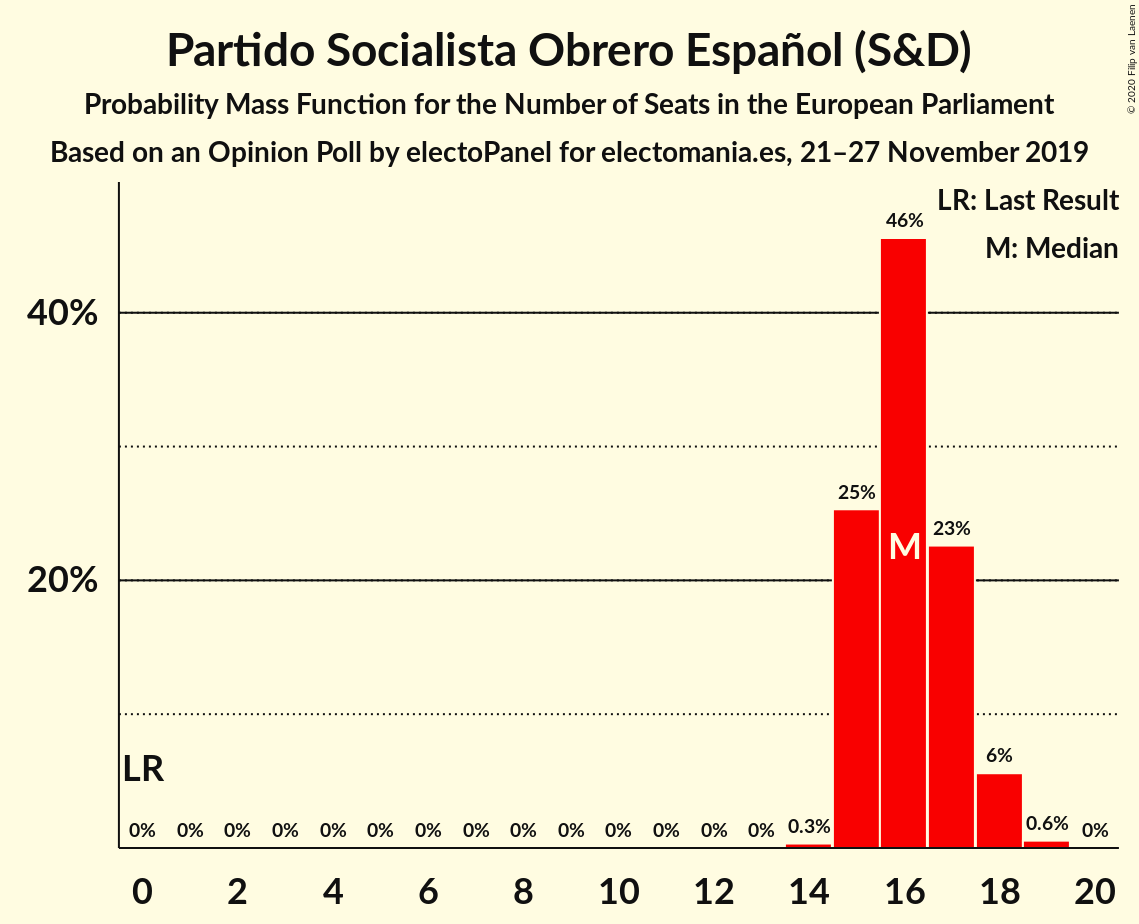 Partido Socialista Obrero Español (S&D)
Probability Mass Function for the Number of Seats in the European Parliament
Based on an Opinion Poll by electoPanel for electomania.es, 21–27 November 2019
© 2020 Filip van Laenen
LR: Last Result
M: Median
46%
40%
25%
23%
M
20%
6%
LR
0% 0% 0% 0% 0% 0% 0% 0% 0% 0% 0% 0% 0% 0% 0.3% 0.6% 0%
0 2 4 6 8 10 12 14 16 18 20